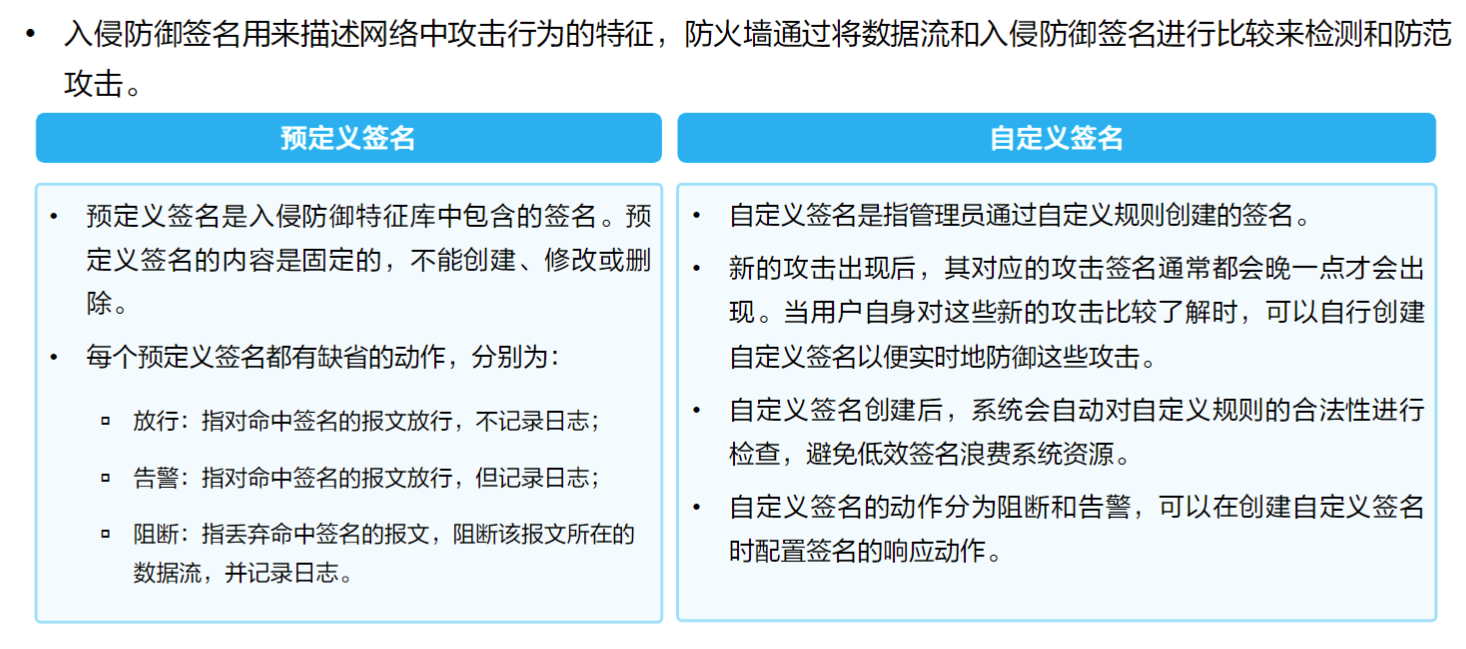 • 入侵防御签名用来描述网络中攻击行为的特征，防火墙通过将数据流和入侵防御签名进行比较来检测和防范
攻击。
预定义签名
• 预定义签名是入侵防御特征库中包含的签名。预
定义签名的内容是固定的，不能创建、修改或删
除。
• 每个预定义签名都有缺省的动作，分别为：
▫ 放行：指对命中签名的报文放行，不记录日志；
▫ 告警：指对命中签名的报文放行，但记录日志；
▫ 阻断：指丢弃命中签名的报文，阻断该报文所在的
数据流，并记录日志。
自定义签名
• 自定义签名是指管理员通过自定义规则创建的签名。
• 新的攻击出现后，其对应的攻击签名通常都会晚一点才会出
现。当用户自身对这些新的攻击比较了解时，可以自行创建
自定义签名以便实时地防御这些攻击。
• 自定义签名创建后，系统会自动对自定义规则的合法性进行
检查，避免低效签名浪费系统资源。
• 自定义签名的动作分为阻断和告警，可以在创建自定义签名
时配置签名的响应动作。